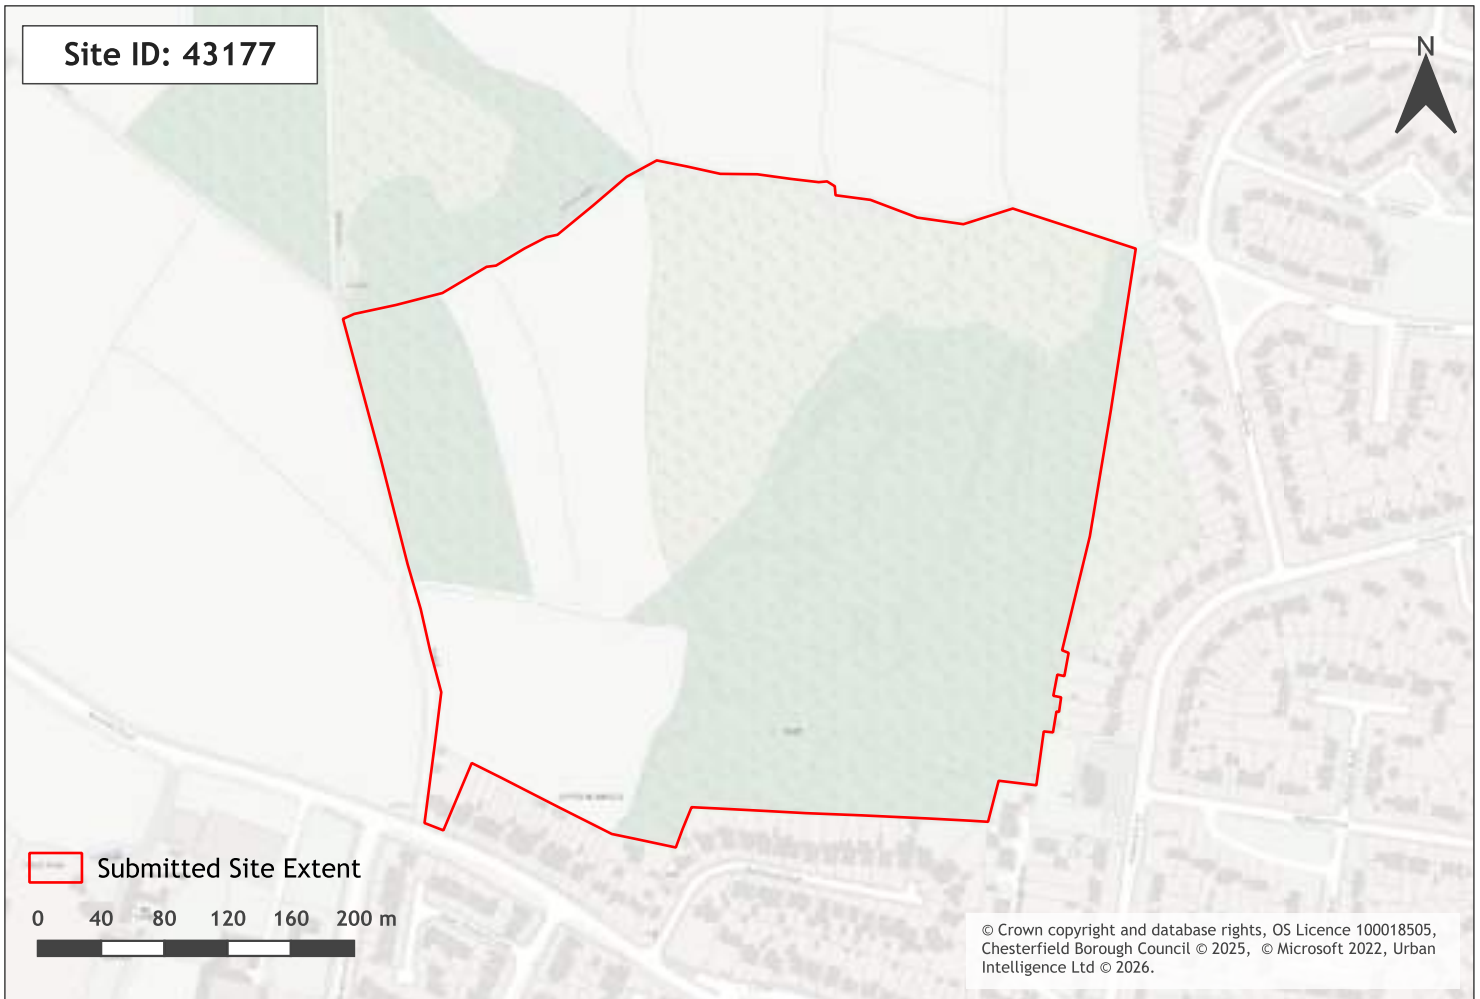 Site ID: 43177
N
Submitted Site Extent
0 40 80 120 160 200 m
© Crown copyright and database rights, OS Licence 100018505,
Chesterfield Borough Council © 2025, © Microsoft 2022, Urban
Intelligence Ltd © 2026.